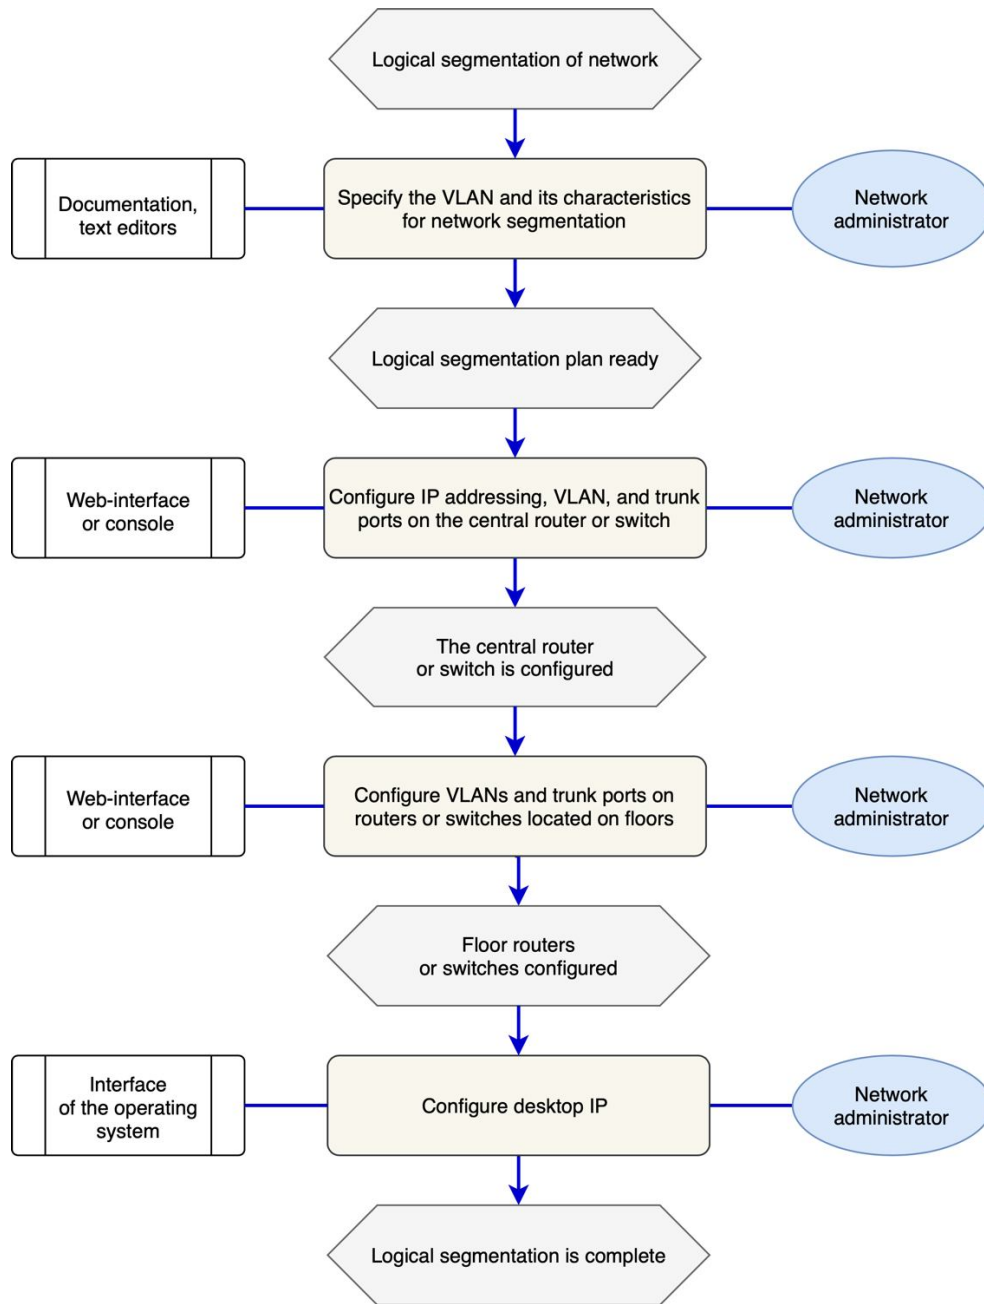 Logical segmentation of network
Documentation,
text editors
Specify the VLAN and its characteristics
for network segmentation
Network
administrator
Logical segmentation plan ready
Web-interface
or console
Configure IP addressing, VLAN, and trunk
ports on the central router or switch
Network
administrator
The central router
or switch is configured
Web-interface
or console
Configure VLANs and trunk ports on
routers or switches located on floors
Network
administrator
Floor routers
or switches configured
Interface
of the operating
system
Configure desktop IP
Network
administrator
Logical segmentation is complete